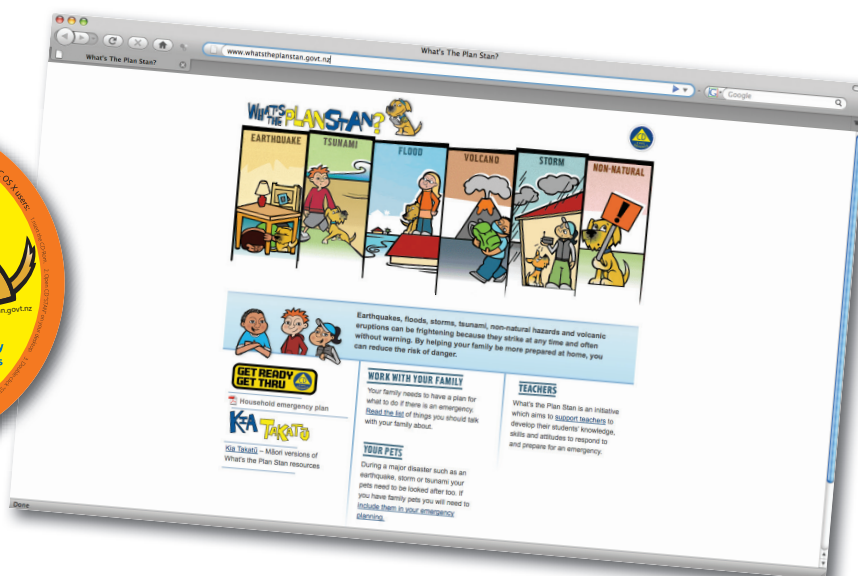 What's The Plan Stan?
www.whatstheplanstan.govt.nz
Google
What's The Plan Stan?
WHAT'S THE PLAN STAN?
CD
EARTHQUAKE
TSUNAMI
FLOOD
VOLCANO
STORM
NON-NATURAL
!
OS X users:
an.govt.nz
Earthquakes, floods, storms, tsunami, non-natural hazards and volcanic
eruptions can be frightening because they strike at any time and often
without warning. By helping your family be more prepared at home, you
can reduce the risk of danger.
GET READY
GET THRU
Household emergency plan
KIA TAKATŪ
Kia Takatū – Māori versions of
What's the Plan Stan resources
WORK WITH YOUR FAMILY
Your family needs to have a plan for
what to do if there is an emergency.
Read the list of things you should talk
with your family about.
YOUR PETS
During a major disaster such as an
earthquake, storm or tsunami your
pets need to be looked after too. If
you have family pets you will need to
include them in your emergency
planning.
TEACHERS
What's the Plan Stan is an initiative
which aims to support teachers to
develop their students' knowledge,
skills and attitudes to respond to
and prepare for an emergency.
Done